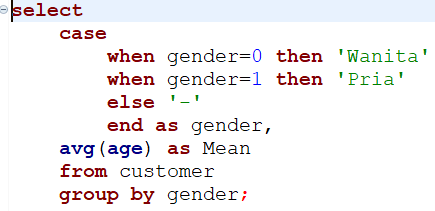 select
    case
        when gender=0 then 'Wanita'
        when gender=1 then 'Pria'
        else '-'
        end as gender,
    avg(age) as Mean
    from customer
    group by gender;